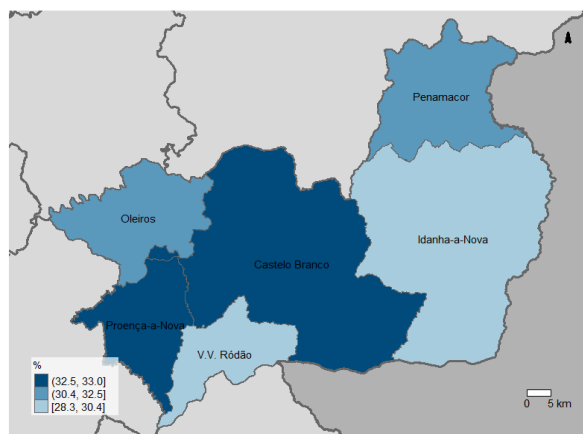 Penamacor
Oleiros
Idanha-a-Nova
Castelo Branco
Proença-a-Nova
V.V. Ródão
%
(32.5, 33.0]
(30.4, 32.5]
[28.3, 30.4]
0 5 km